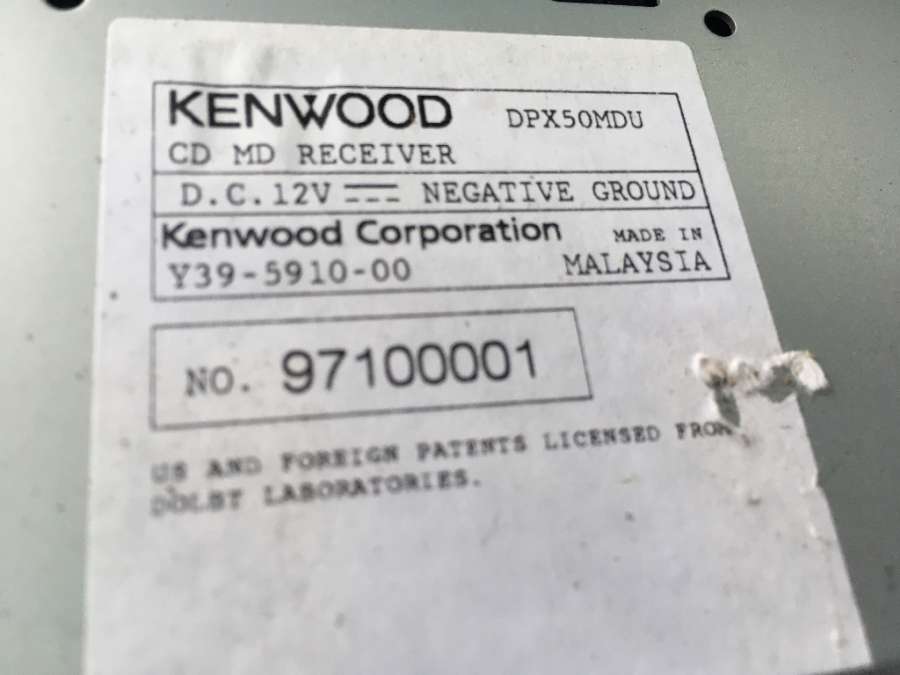 KENWOOD DPX50MDU
CD MD RECEIVER
D.C.12V NEGATIVE GROUND
Kenwood Corporation MADE IN
Y39-5910-00 MALAYSIA
NO. 97100001
US AND FOREIGN PATENTS LICENSED FROM
DOLBY LABORATORIES.